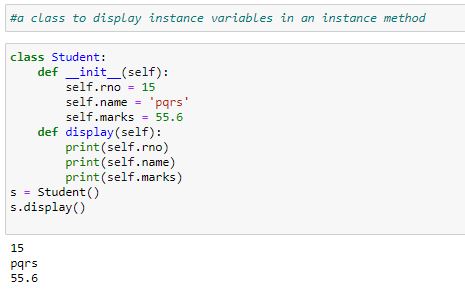 #a class to display instance variables in an instance method
class Student:
    def __init__(self):
        self.rno = 15
        self.name = 'pqrs'
        self.marks = 55.6
    def display(self):
        print(self.rno)
        print(self.name)
        print(self.marks)
s = Student()
s.display()
15
pqrs
55.6